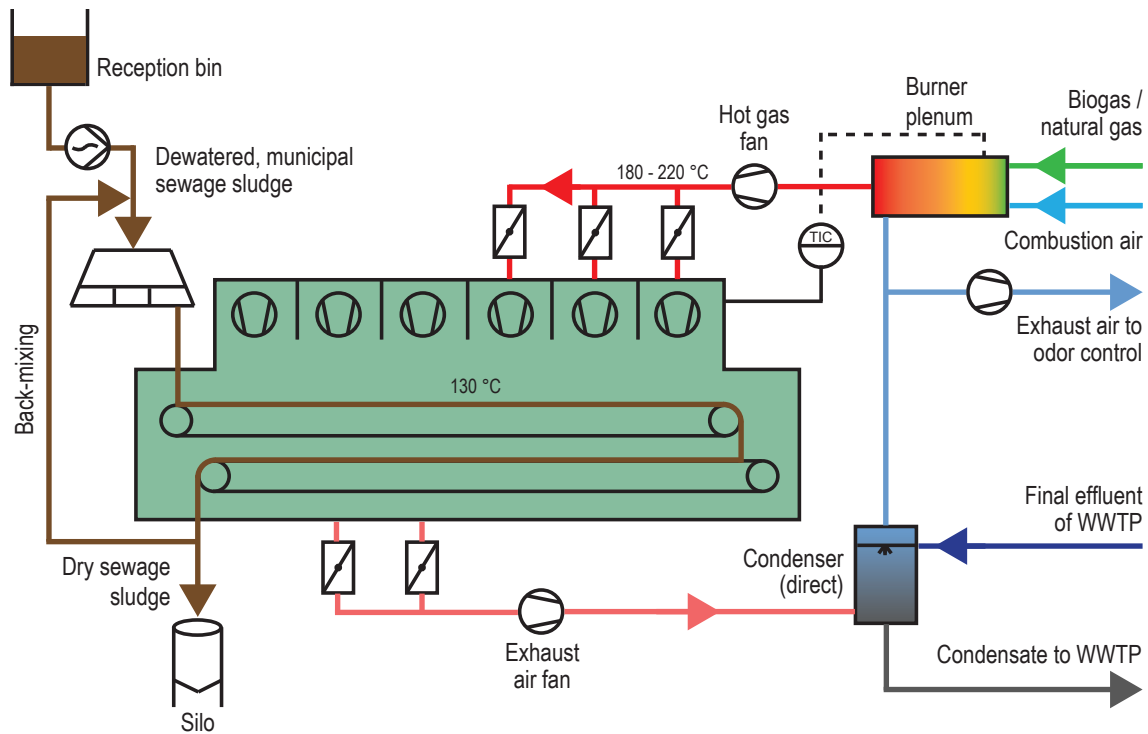 Reception bin
Dewatered, municipal
sewage sludge
Back-mixing
Dry sewage
sludge
Silo
130 °C
180 - 220 °C
Hot gas
fan
Burner
plenum
TIC
Biogas /
natural gas
Combustion air
Exhaust air to
odor control
Final effluent
of WWTP
Condenser
(direct)
Exhaust
air fan
Condensate to WWTP